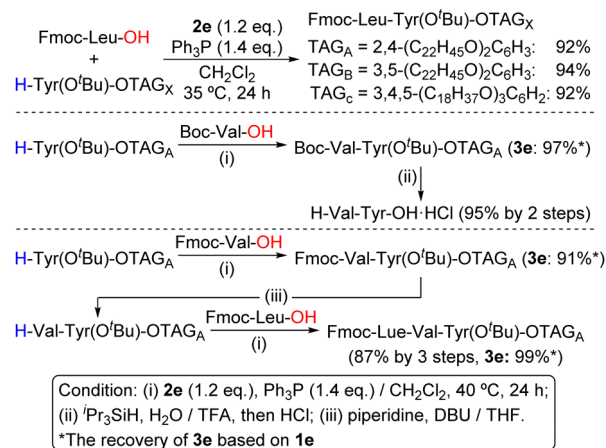 Fmoc-Leu-OH
+
H-Tyr(OᵗBu)-OTAGX
2e (1.2 eq.)
Ph3P (1.4 eq.)
CH2Cl2
35 ºC, 24 h
Fmoc-Leu-Tyr(OᵗBu)-OTAGX
TAGA = 2,4-(C22H45O)2C6H3: 92%
TAGB = 3,5-(C22H45O)2C6H3: 94%
TAGc = 3,4,5-(C18H37O)3C6H2: 92%
H-Tyr(OᵗBu)-OTAGA Boc-Val-OH (i) Boc-Val-Tyr(OᵗBu)-OTAGA (3e: 97%*)
(ii)
H-Val-Tyr-OH·HCl (95% by 2 steps)
H-Tyr(OᵗBu)-OTAGA Fmoc-Val-OH (i) Fmoc-Val-Tyr(OᵗBu)-OTAGA (3e: 91%*)
(iii)
H-Val-Tyr(OᵗBu)-OTAGA Fmoc-Leu-OH (i) Fmoc-Lue-Val-Tyr(OᵗBu)-OTAGA
(87% by 3 steps, 3e: 99%*)
Condition: (i) 2e (1.2 eq.), Ph3P (1.4 eq.) / CH2Cl2, 40 ºC, 24 h;
(ii) ⁱPr3SiH, H2O / TFA, then HCl; (iii) piperidine, DBU / THF.
*The recovery of 3e based on 1e